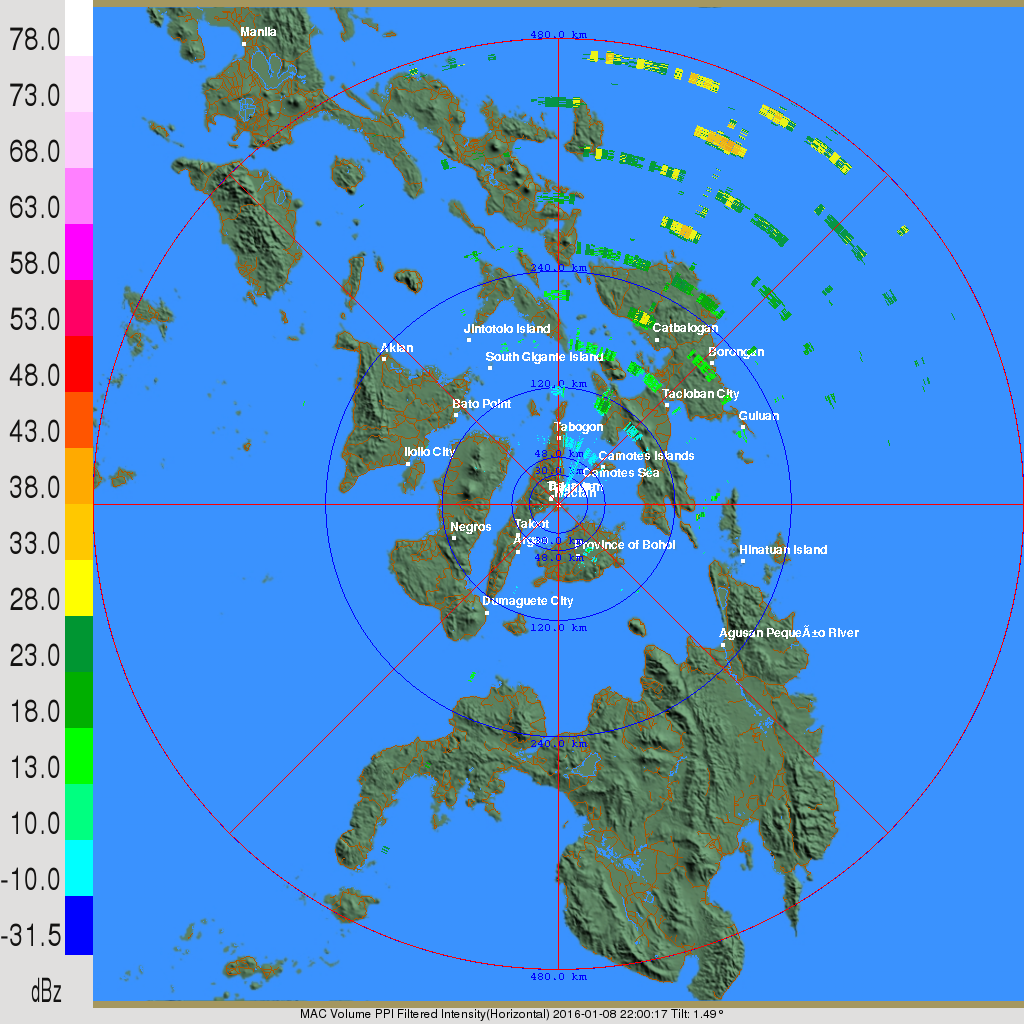 480.0 km
Manila
78.0
73.0
68.0
63.0
58.0
53.0
48.0
43.0
38.0
33.0
28.0
23.0
18.0
13.0
10.0
-10.0
-31.5
dBz
240.0 km
Jintotolo Island
Catbalogan
Aklan
South Gigante Island
Borongan
120.0 km
Tacloban City
Bato Point
Guiuan
Tabogon
Iloilo City
48.0 km
Camotes Islands
30.0 km
Camotes Sea
Mactan
Negros
Talcot
30.0 km
Province of Bohol
48.0 km
Hinatuan Island
Dumaguete City
120.0 km
Agusan PequeÃ±o River
240.0 km
480.0 km
MAC Volume PPI Filtered Intensity(Horizontal) 2016-01-08 22:00:17 Tilt: 1.49°